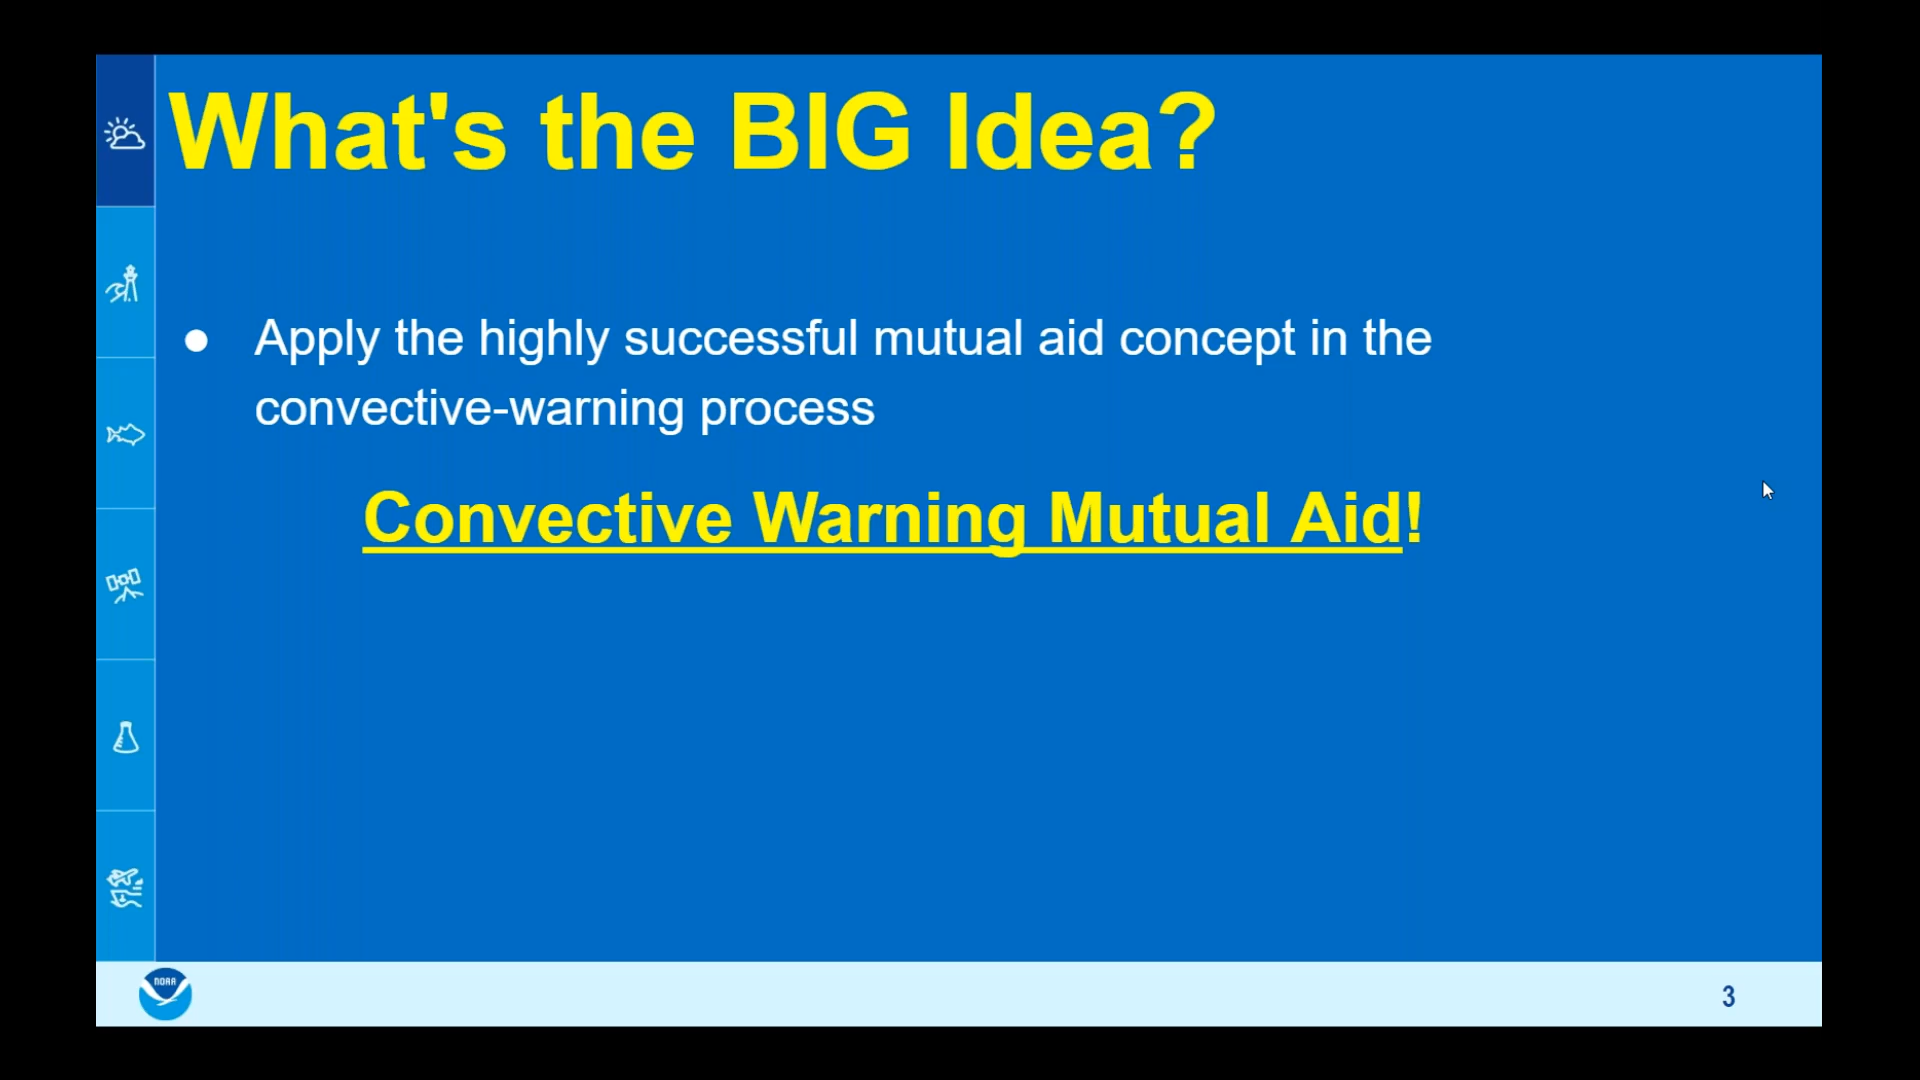 What's the BIG Idea?
● Apply the highly successful mutual aid concept in the
convective-warning process
Convective Warning Mutual Aid!
NOAA
3